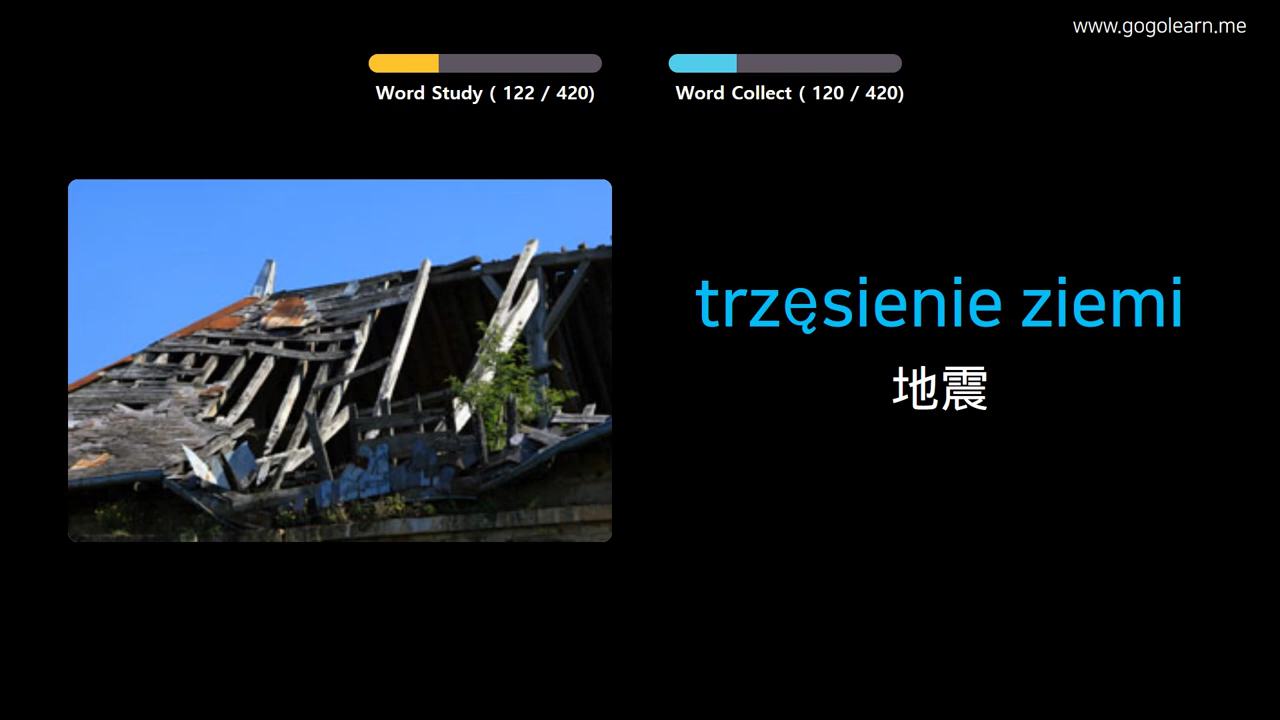 www.gogolearn.me
Word Study ( 122 / 420)
Word Collect ( 120 / 420)
trzęsienie ziemi
地震